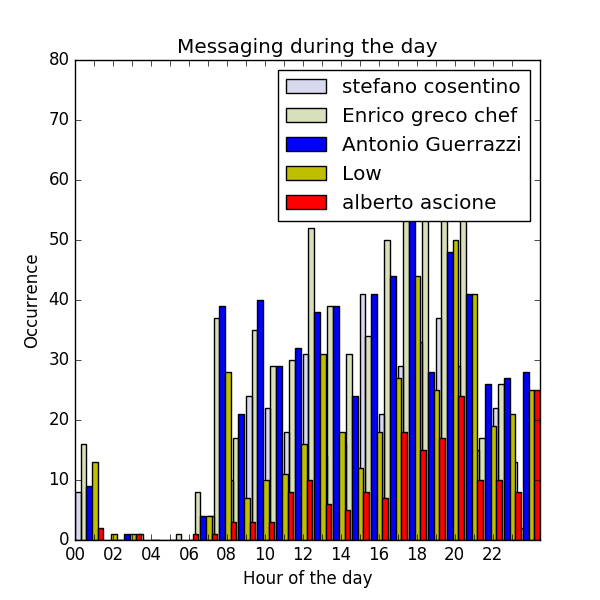 Messaging during the day
80
70
60
50
40
30
20
10
0
Occurrence
stefano cosentino
Enrico greco chef
Antonio Guerrazzi
Low
alberto ascione
00 02 04 06 08 10 12 14 16 18 20 22
Hour of the day